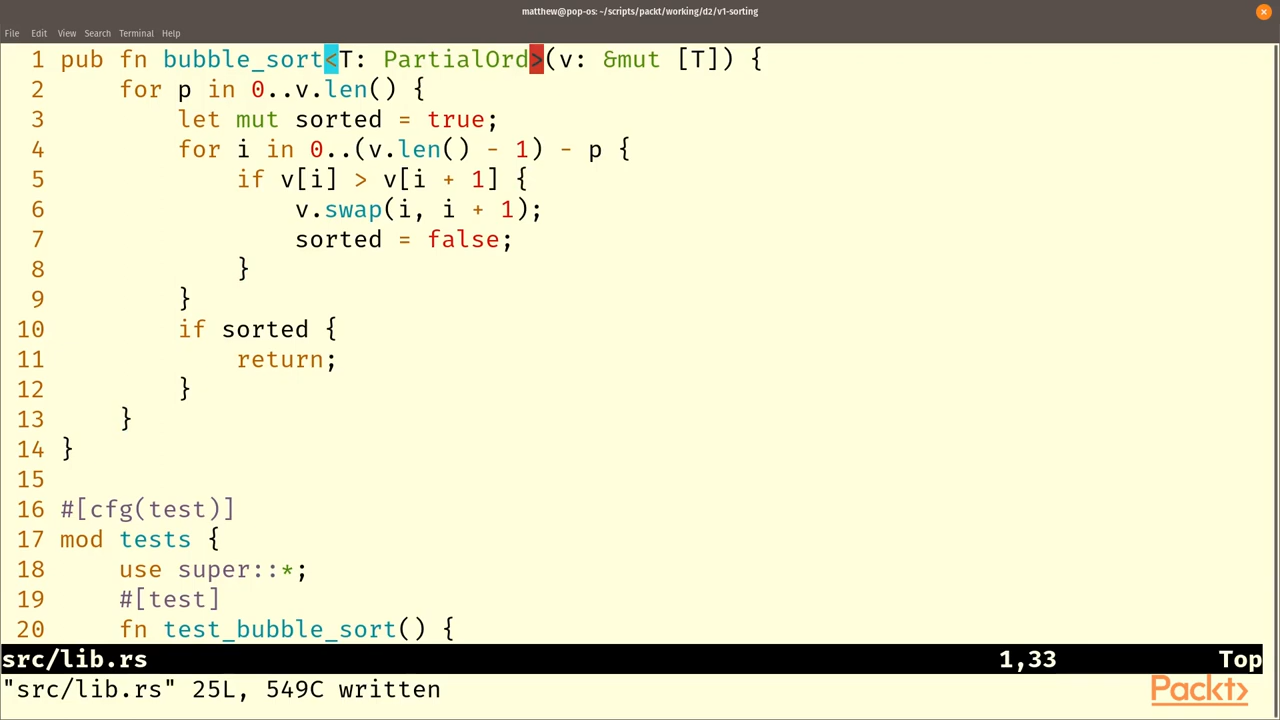 matthew@pop-os: ~/scripts/packt/working/d2/v1-sorting
File Edit View Search Terminal Help
1 pub fn bubble_sort<T: PartialOrd>(v: &mut [T]) {
2     for p in 0..v.len() {
3         let mut sorted = true;
4         for i in 0..(v.len() - 1) - p {
5             if v[i] > v[i + 1] {
6                 v.swap(i, i + 1);
7                 sorted = false;
8             }
9         }
10         if sorted {
11             return;
12         }
13     }
14 }
15
16 #[cfg(test)]
17 mod tests {
18     use super::*;
19     #[test]
20     fn test_bubble_sort() {
src/lib.rs 1,33 Top
"src/lib.rs" 25L, 549C written
Packt>